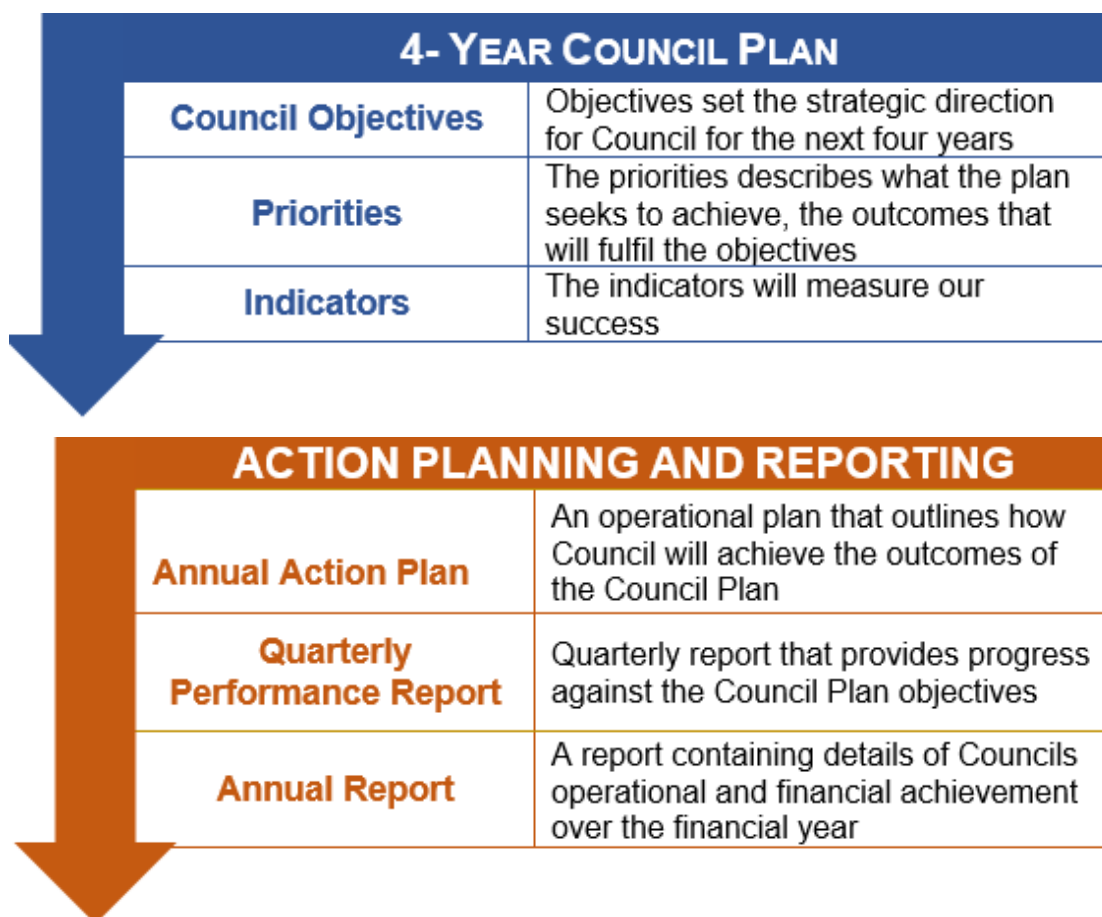 4- YEAR COUNCIL PLAN
Council Objectives
Objectives set the strategic direction
for Council for the next four years
Priorities
The priorities describes what the plan
seeks to achieve, the outcomes that
will fulfil the objectives
Indicators
The indicators will measure our
success
ACTION PLANNING AND REPORTING
Annual Action Plan
An operational plan that outlines how
Council will achieve the outcomes of
the Council Plan
Quarterly
Performance Report
Quarterly report that provides progress
against the Council Plan objectives
Annual Report
A report containing details of Councils
operational and financial achievement
over the financial year